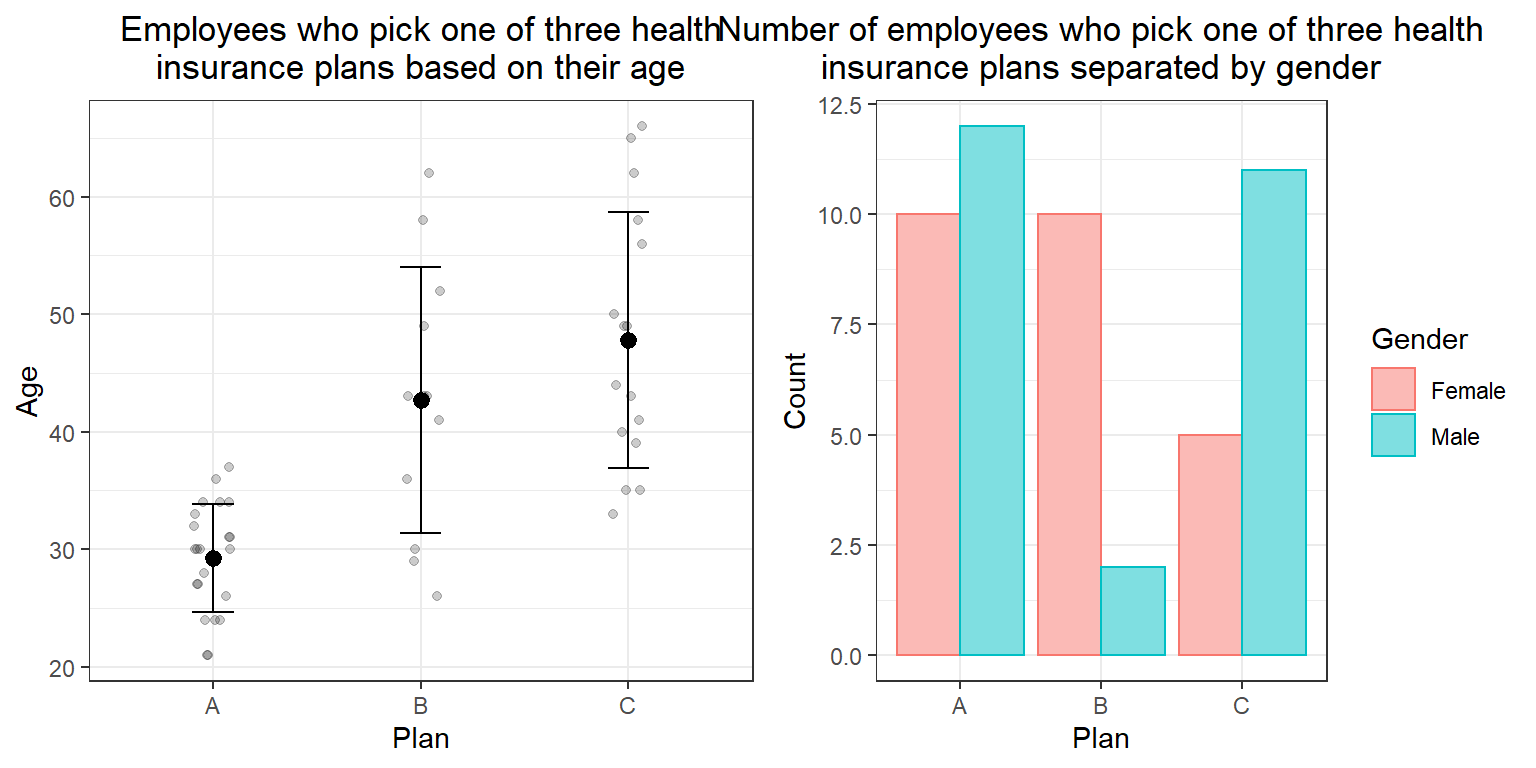 Employees who pick one of three health
insurance plans based on their age
Age
60
50
40
30
20
A
B
C
Plan
Number of employees who pick one of three health
insurance plans separated by gender
Count
12.5
10.0
7.5
5.0
2.5
0.0
A
B
C
Plan
Gender
Female
Male